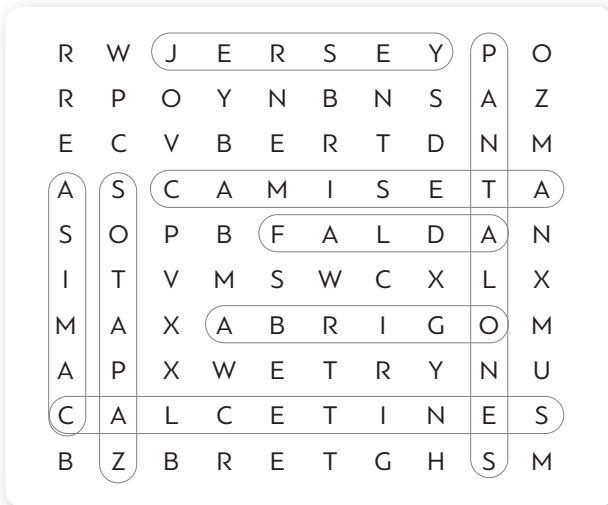 R W J E R S E Y P O
R P O Y N B N S A Z
E C V B E R T D N M
A S C A M I S E T A
S O P B F A L D A N
I T V M S W C X L X
M A X A B R I G O M
A P X W E T R Y N U
C A L C E T I N E S
B Z B R E T G H S M